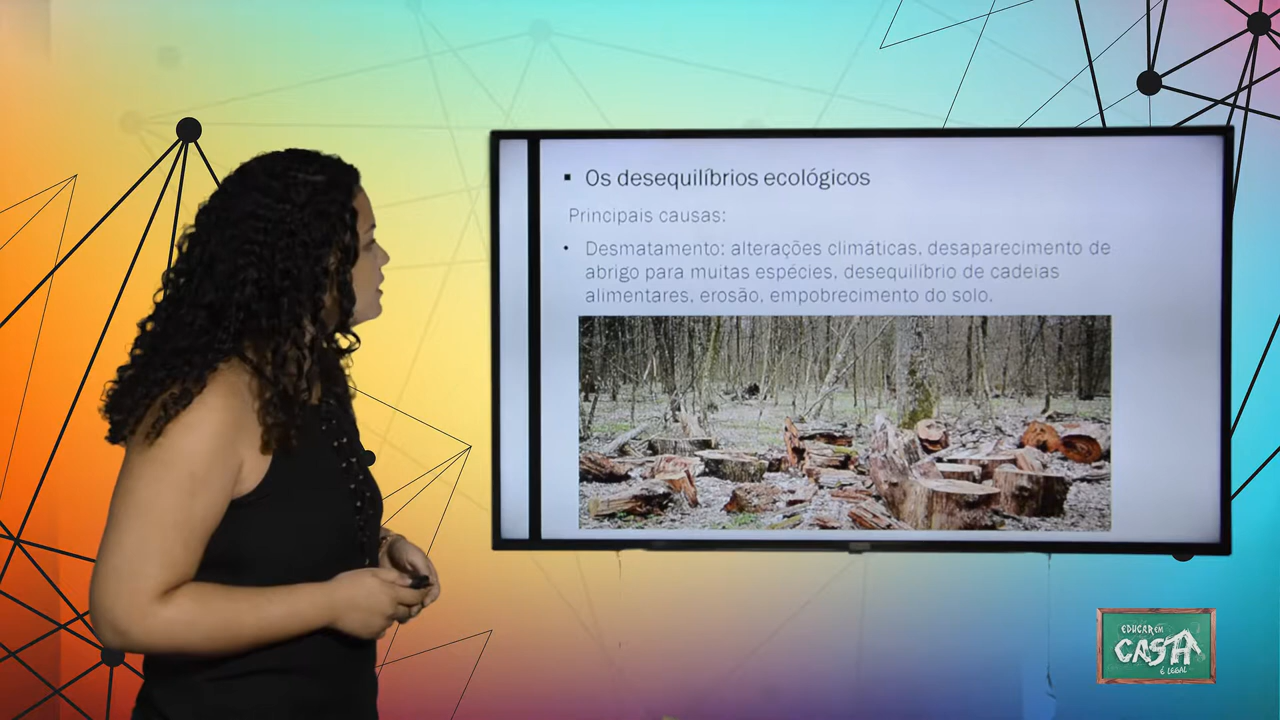 Os desequilíbrios ecológicos
Principais causas:
Desmatamento: alterações climáticas, desaparecimento de
abrigo para muitas espécies, desequilíbrio de cadeias
alimentares, erosão, empobrecimento do solo.
EDUCAR EM
CASA
É LEGAL